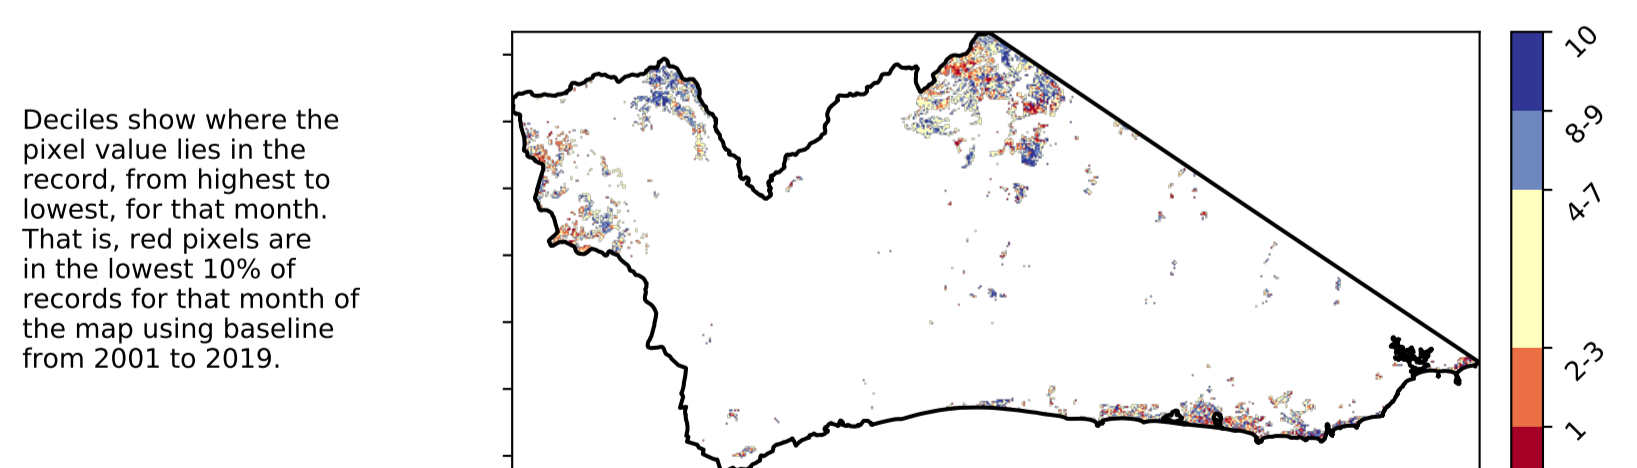 Deciles show where the
pixel value lies in the
record, from highest to
lowest, for that month.
That is, red pixels are
in the lowest 10% of
records for that month of
the map using baseline
from 2001 to 2019.
10
8-9
4-7
2-3
1